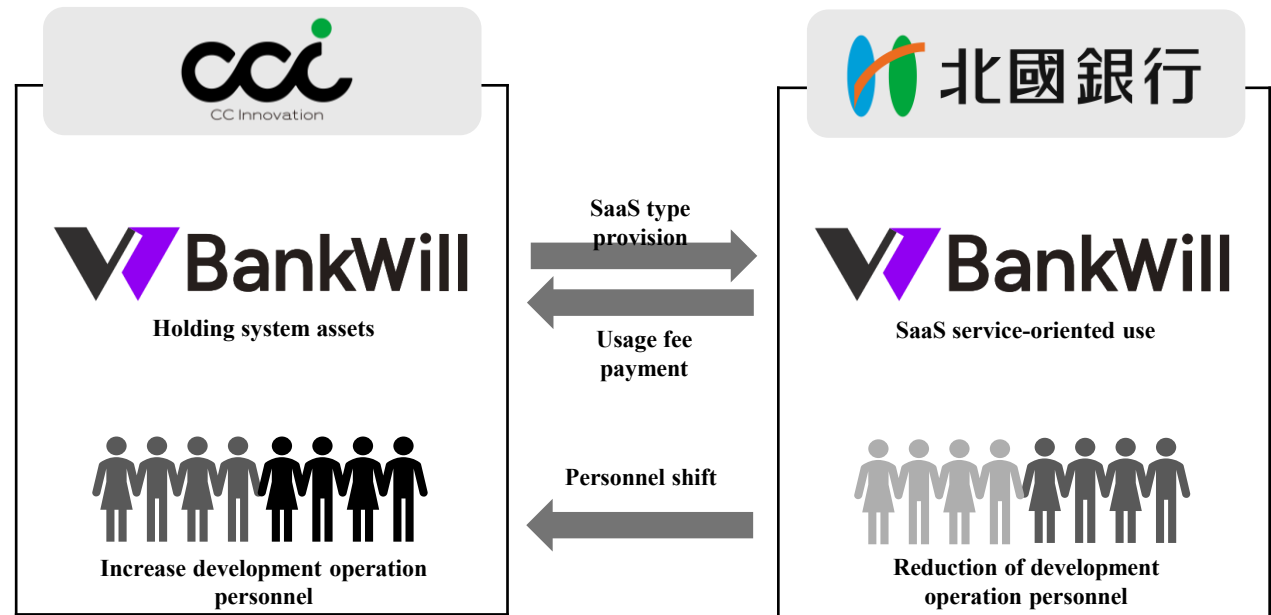 cci
CC Innovation
BankWill
Holding system assets
Increase development operation
personnel
SaaS type
provision
Usage fee
payment
Personnel shift
北國銀行
BankWill
SaaS service-oriented use
Reduction of development
operation personnel